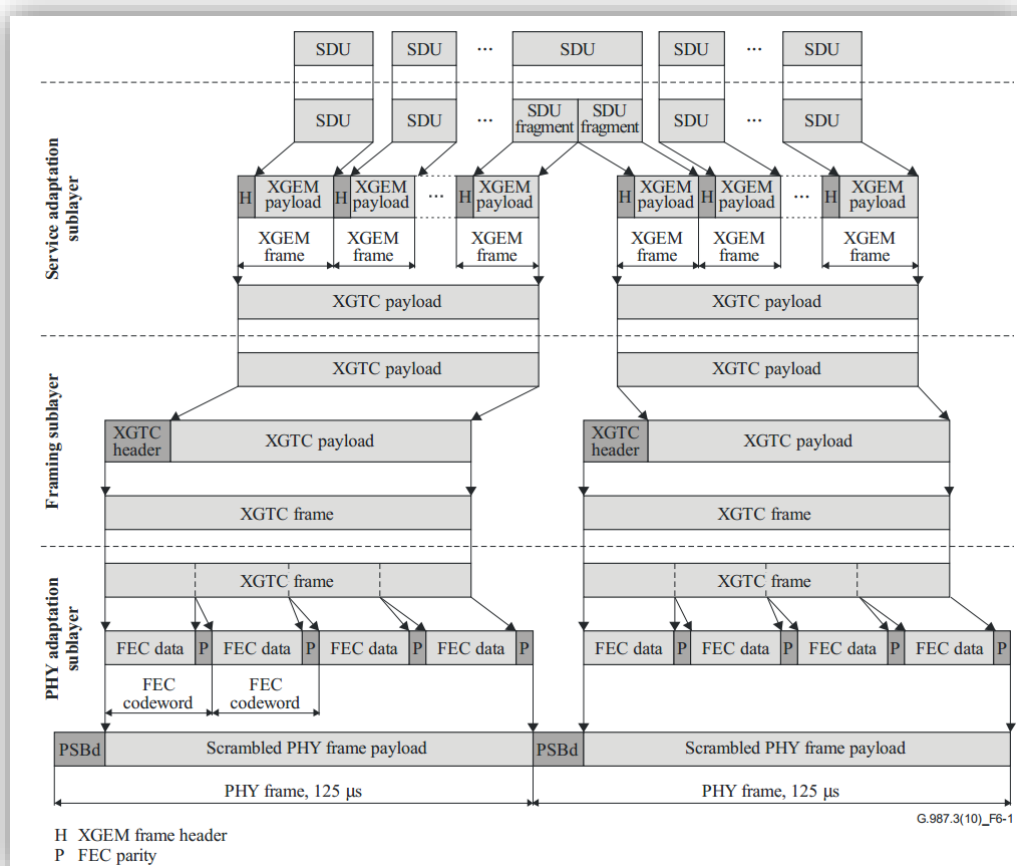 SDU SDU ... SDU SDU ... SDU
SDU SDU ... SDU fragment SDU fragment SDU ... SDU
Service adaptation sublayer
H XGEM payload H XGEM payload ... H XGEM payload H XGEM payload H XGEM payload ... H XGEM payload
XGEM frame XGEM frame XGEM frame XGEM frame XGEM frame XGEM frame
XGTC payload XGTC payload
Framing sublayer
XGTC payload XGTC payload
XGTC header XGTC payload XGTC header XGTC payload
XGTC frame XGTC frame
PHY adaptation sublayer
XGTC frame XGTC frame
FEC data P FEC data P FEC data P FEC data P FEC data P FEC data P FEC data P FEC data P
FEC codeword FEC codeword
PSBd Scrambled PHY frame payload PSBd Scrambled PHY frame payload
PHY frame, 125 μs PHY frame, 125 μs
G.987.3(10)_F6-1
H XGEM frame header
P FEC parity